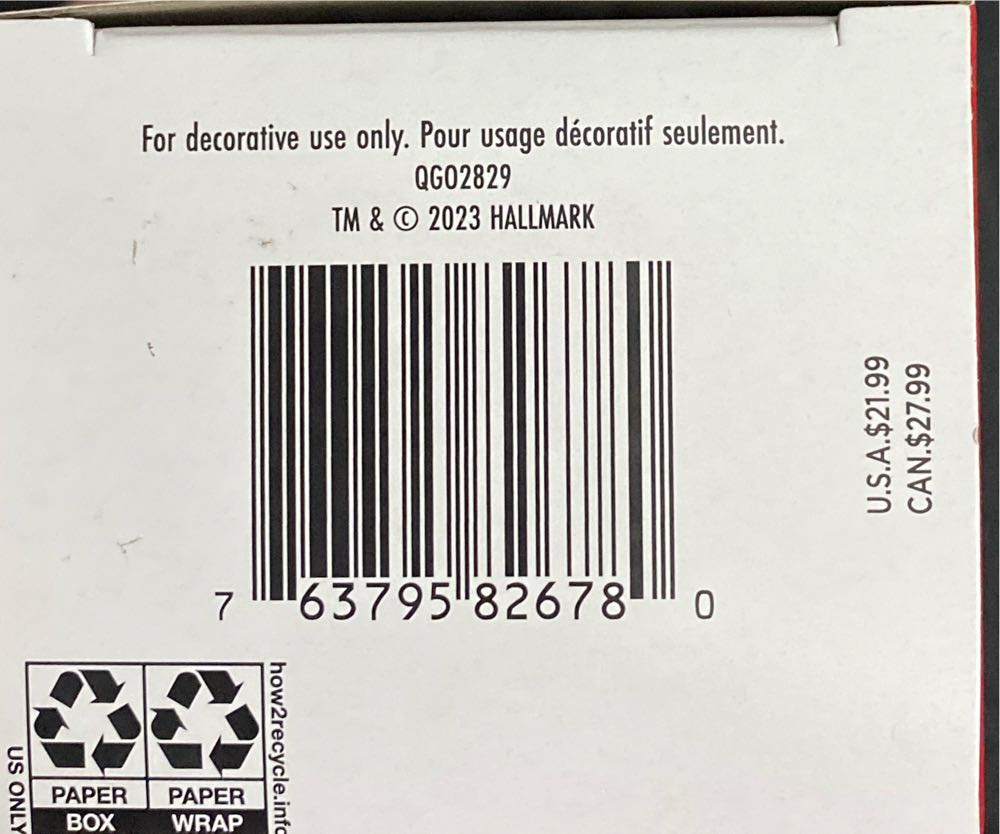 For decorative use only. Pour usage décoratif seulement.
QGO2829
TM & © 2023 HALLMARK
7 63795 82678 0
U.S.A.$21.99
CAN.$27.99
how2recycle.info
US ONLY
PAPER PAPER
BOX WRAP